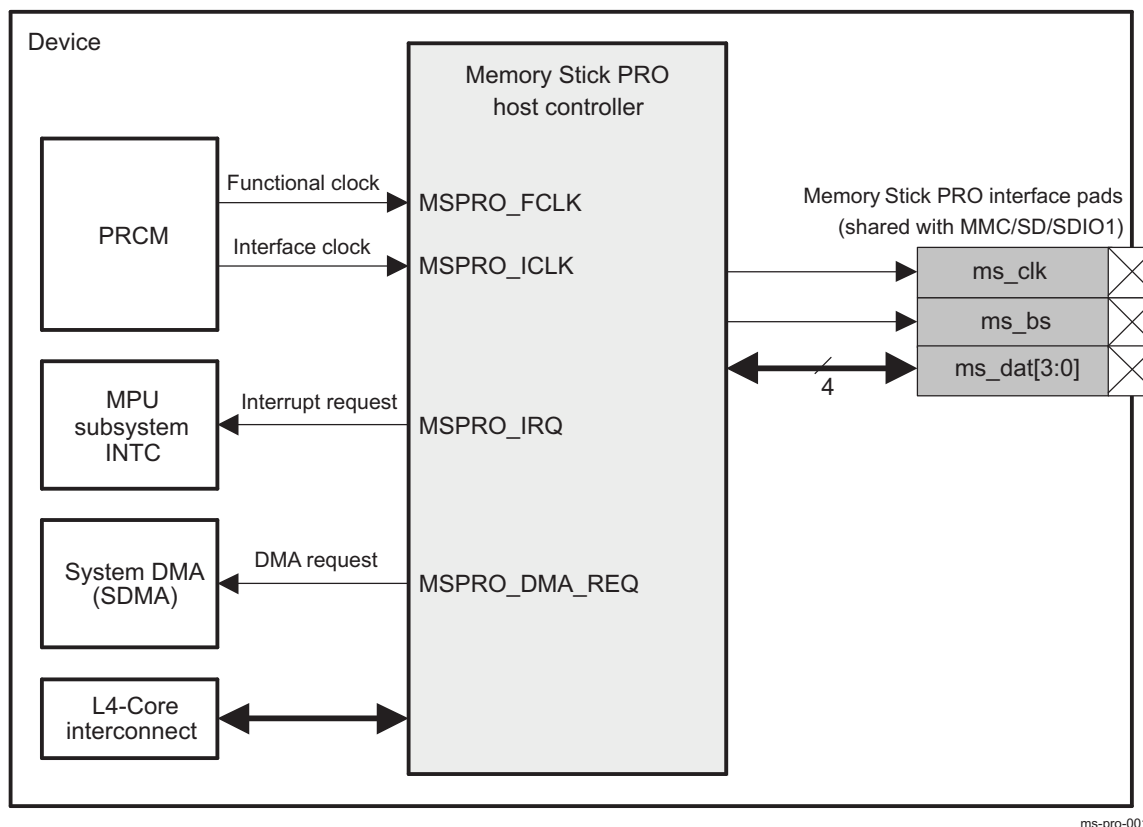 Device
Memory Stick PRO
host controller
PRCM
Functional clock
MSPRO_FCLK
Interface clock
MSPRO_ICLK
Memory Stick PRO interface pads
(shared with MMC/SD/SDIO1)
ms_clk
ms_bs
ms_dat[3:0]
4
MPU
subsystem
INTC
Interrupt request
MSPRO_IRQ
System DMA
(SDMA)
DMA request
MSPRO_DMA_REQ
L4-Core
interconnect